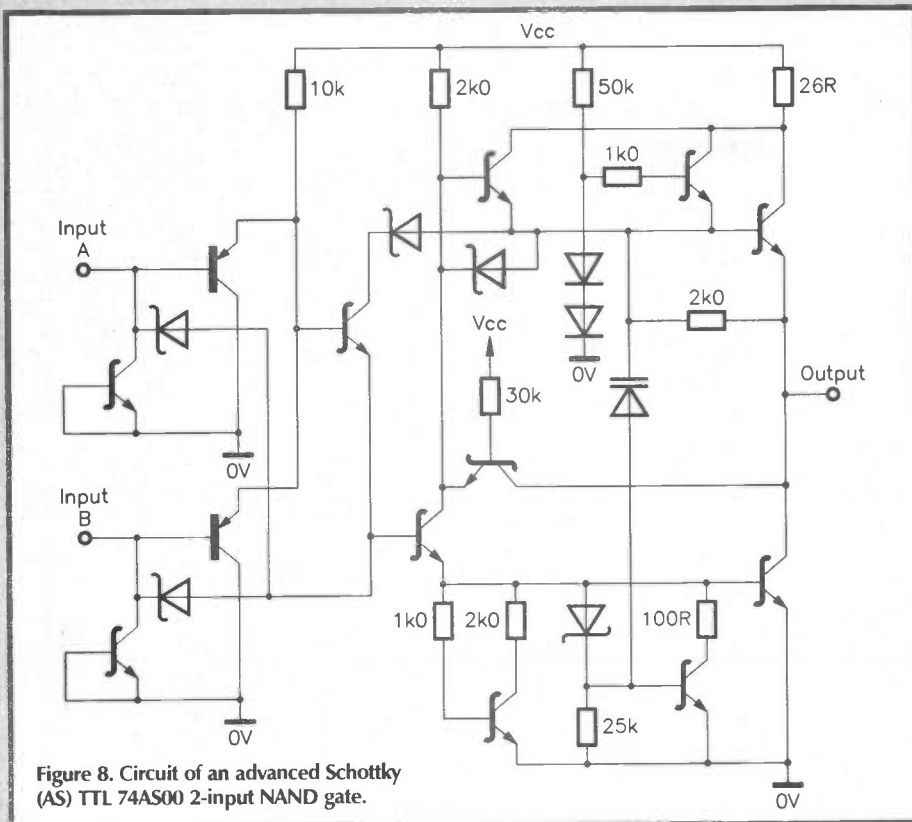 Vcc
10k
2k0
50k
26R
1k0
Input
A
2k0
Vcc
0V
30k
Output
0V
Input
B
1k0
2k0
100R
25k
0V
0V
Figure 8. Circuit of an advanced Schottky
(AS) TTL 74AS00 2-input NAND gate.